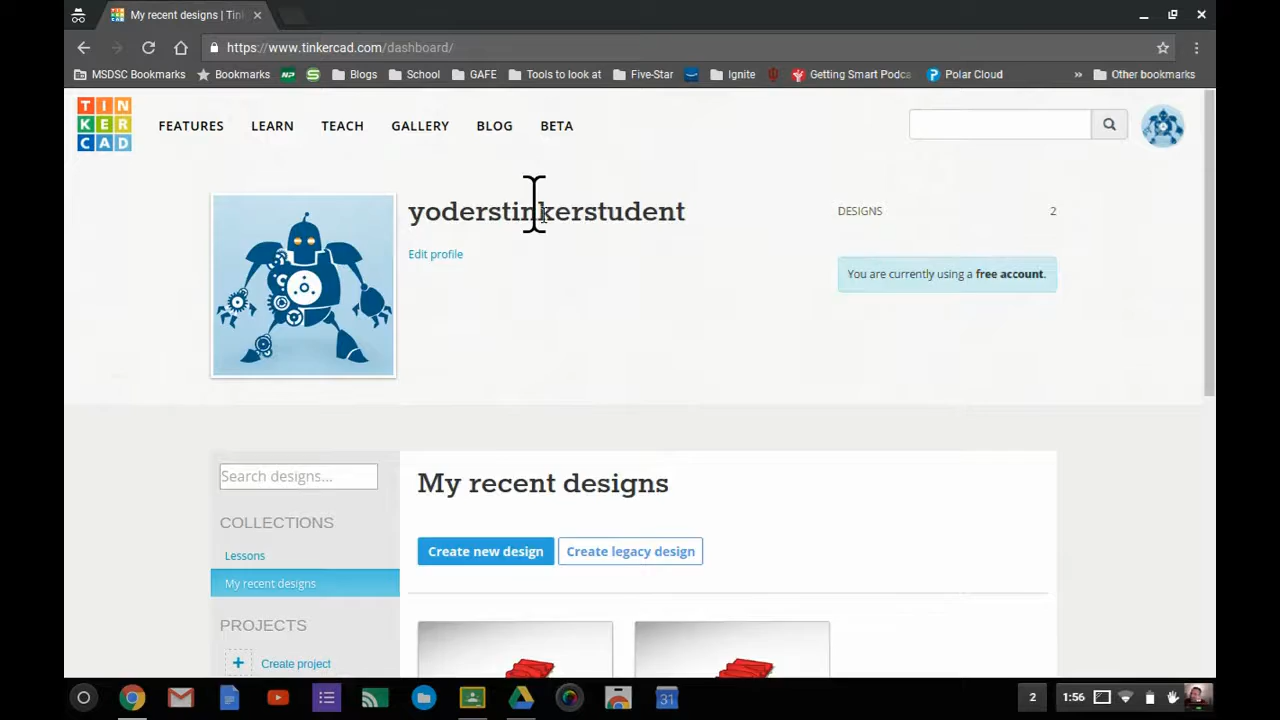 My recent designs | Tin
https://www.tinkercad.com/dashboard/
MSDSC Bookmarks Bookmarks NP S Blogs School GAFE Tools to look at Five-Star Ignite Getting Smart Podca Polar Cloud » Other bookmarks
TIN
KER
CAD
FEATURES LEARN TEACH GALLERY BLOG BETA
yoderstinkerstudent
DESIGNS 2
Edit profile
You are currently using a free account.
Search designs...
My recent designs
COLLECTIONS
Lessons
Create new design Create legacy design
My recent designs
PROJECTS
+ Create project
31 2 1:56